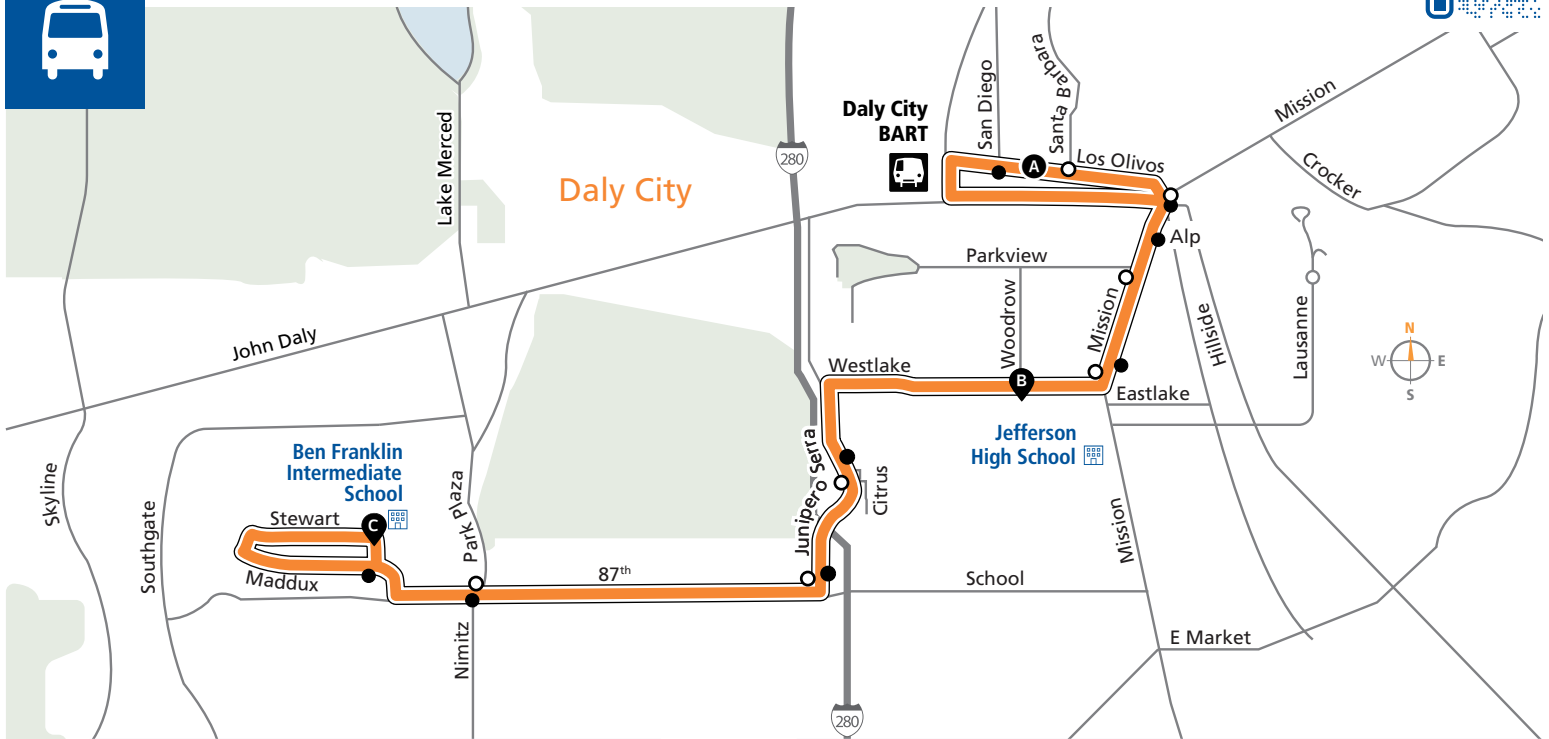 Daly City
BART
San Diego
Santa Barbara
Los Olivos
A
Mission
Crocker
Lake Merced
280
Daly City
Alp
Parkview
Woodrow
Mission
Hillside
Lausanne
N
W
E
S
John Daly
Westlake
B
Eastlake
Jefferson
High School
Ben Franklin
Intermediate
School
Skyline
Southgate
Stewart
C
Park Plaza
Junipero Serra
Citrus
Mission
Maddux
87th
School
Nimitz
E Market
280